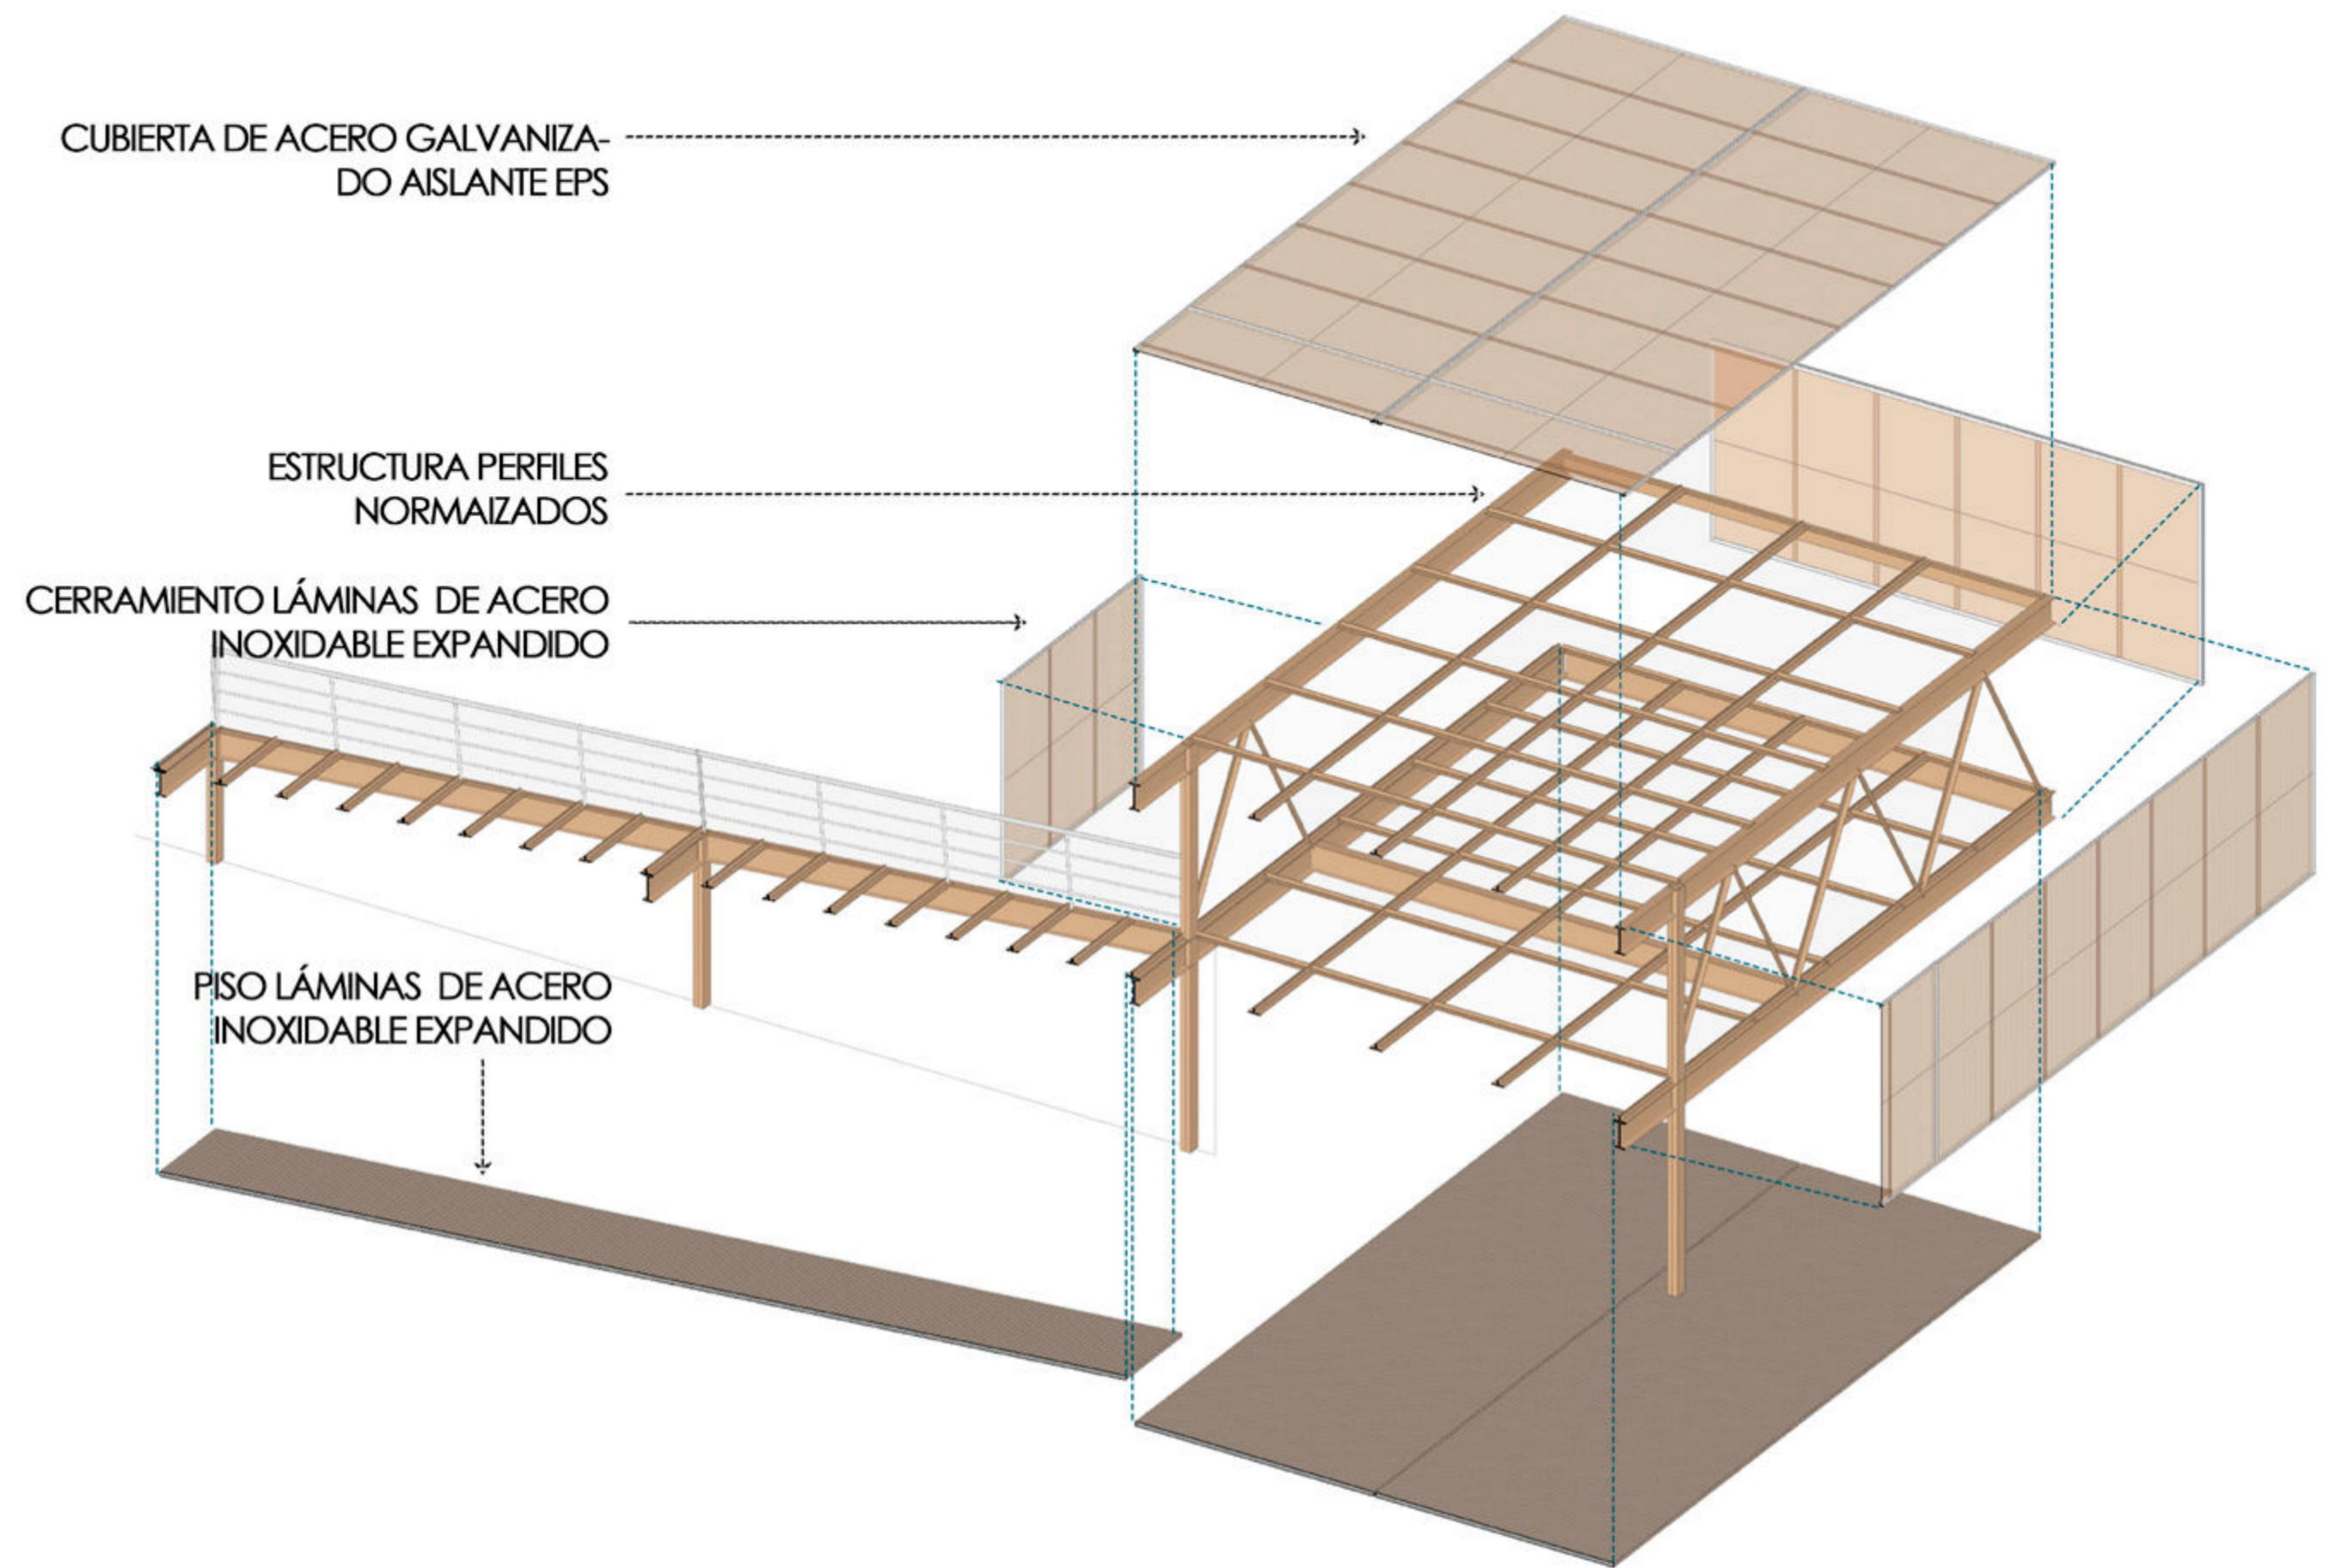 CUBIERTA DE ACERO GALVANIZA-
DO AISLANTE EPS
ESTRUCTURA PERFILES
NORMAIZADOS
CERRAMIENTO LÁMINAS DE ACERO
INOXIDABLE EXPANDIDO
PISO LÁMINAS DE ACERO
INOXIDABLE EXPANDIDO